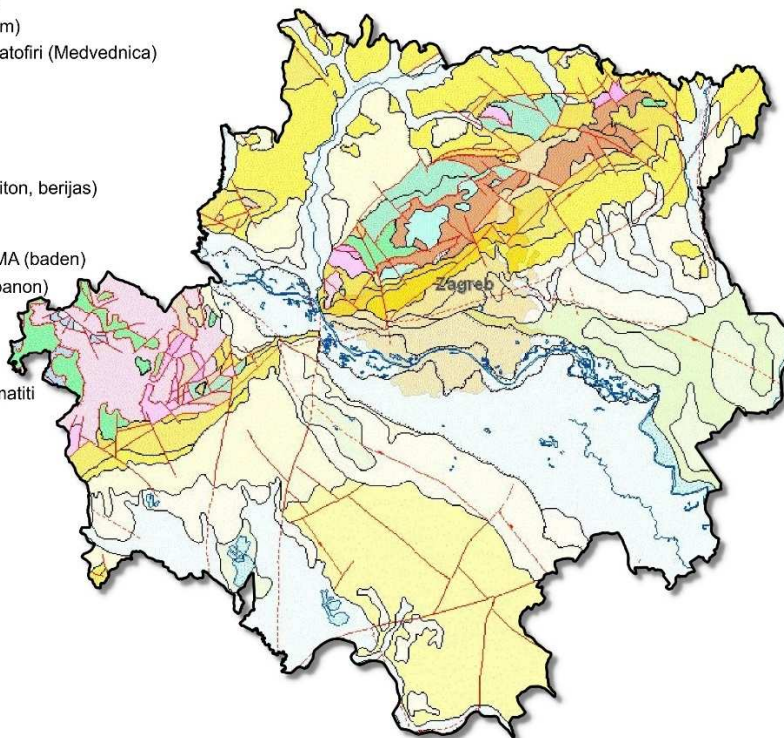 m)
atofiri (Medvednica)
iton, berijas)
MA (baden)
panon)
natiti
Zagreb